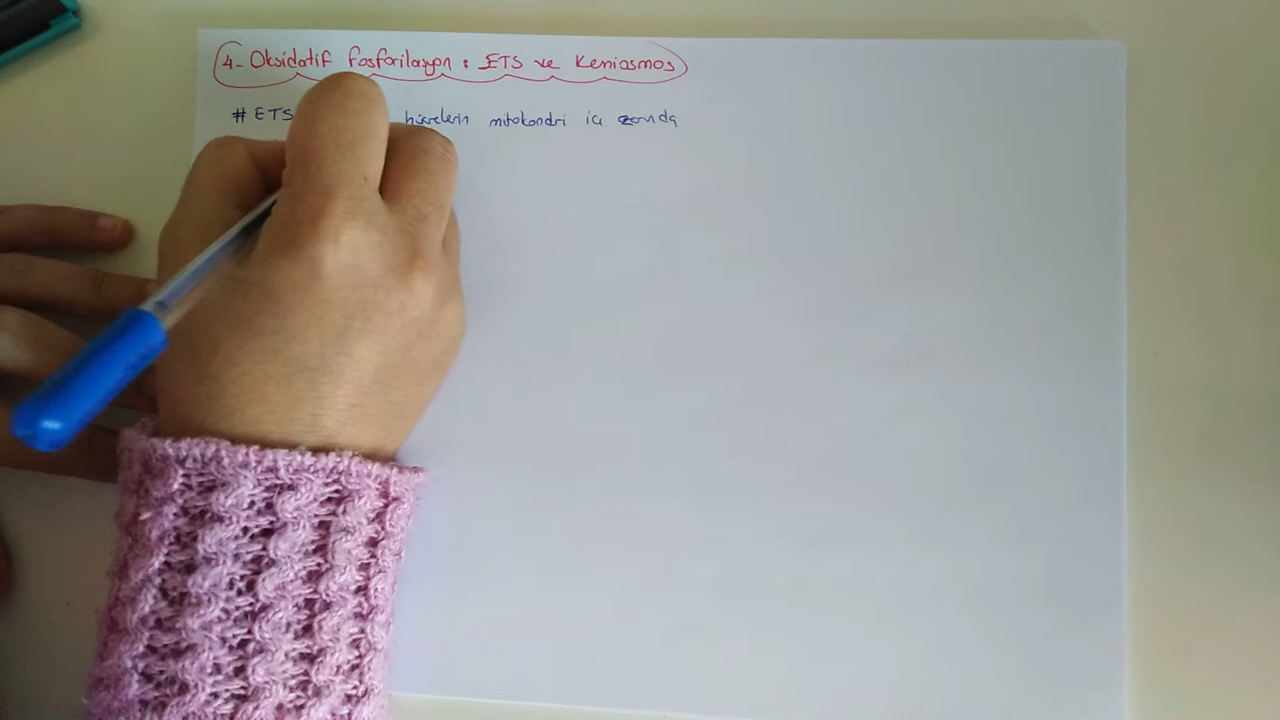 4- Oksidatif fosforilasyon : ETS ve Kemiosmos
# ETS hücrelerin mitokondri iç zarında